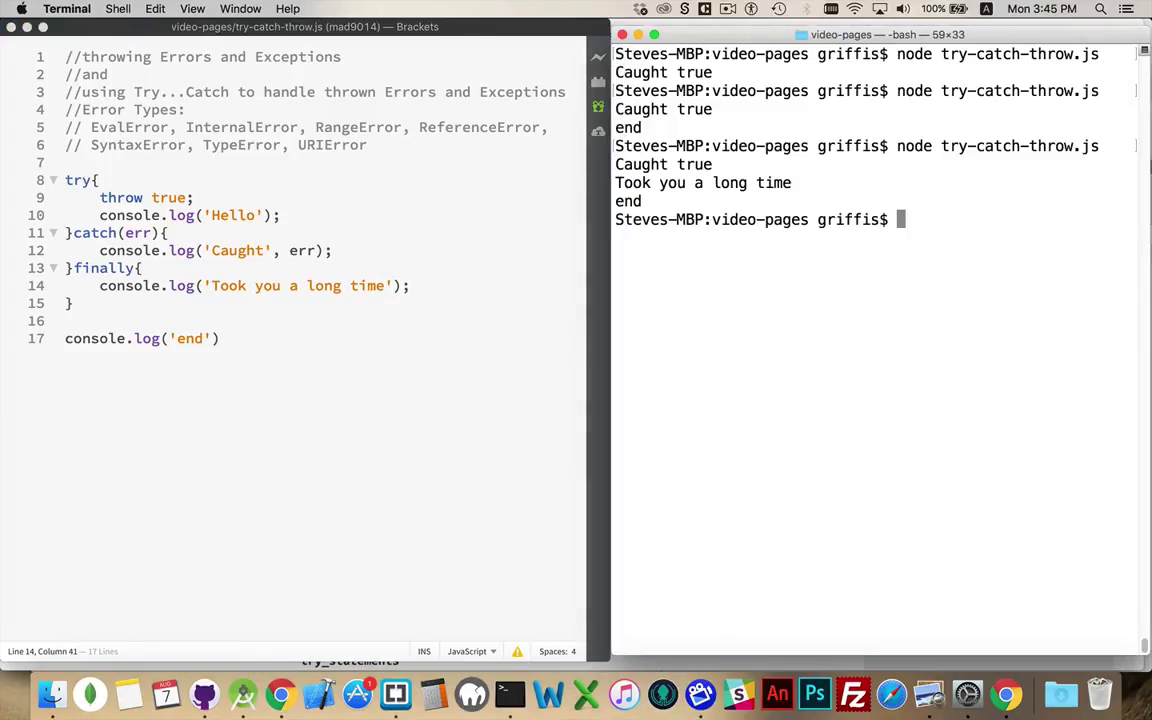 Terminal Shell Edit View Window Help 100% Mon 3:45 PM
video-pages/try-catch-throw.js (mad9014) — Brackets
1 //throwing Errors and Exceptions
2 //and
3 //using Try...Catch to handle thrown Errors and Exceptions
4 //Error Types:
5 // EvalError, InternalError, RangeError, ReferenceError,
6 // SyntaxError, TypeError, URIError
7
8 try{
9 throw true;
10 console.log('Hello');
11 }catch(err){
12 console.log('Caught', err);
13 }finally{
14 console.log('Took you a long time');
15 }
16
17 console.log('end')
Line 14, Column 41 — 17 Lines INS JavaScript Spaces: 4
try_statements
video-pages — -bash — 59×33
Steves-MBP:video-pages griffis$ node try-catch-throw.js
Caught true
Steves-MBP:video-pages griffis$ node try-catch-throw.js
Caught true
end
Steves-MBP:video-pages griffis$ node try-catch-throw.js
Caught true
Took you a long time
end
Steves-MBP:video-pages griffis$
AUG
7
1
An
Ps
Fz